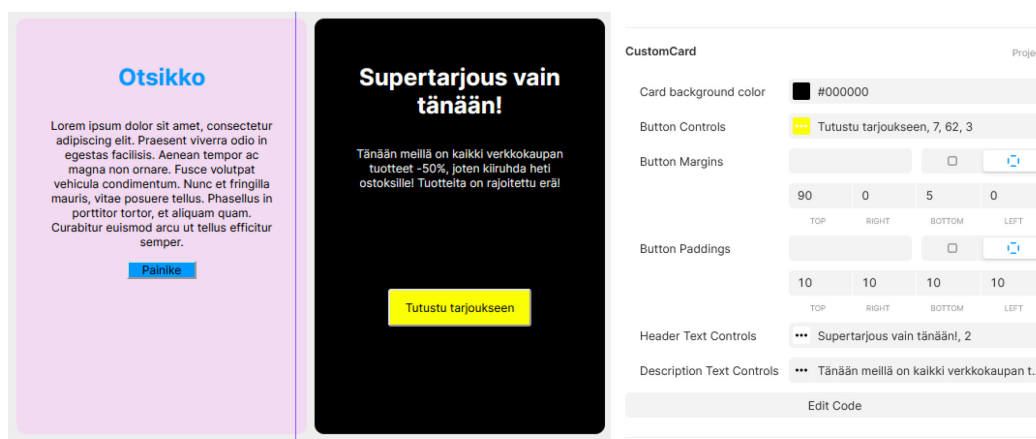 Otsikko
Lorem ipsum dolor sit amet, consectetur
adipiscing elit. Praesent viverra odio in
egestas facilisis. Aenean tempor ac
magna non ornare. Fusce volutpat
vehicula condimentum. Nunc et fringilla
mauris, vitae posuere tellus. Phasellus in
porttitor tortor, et aliquam quam.
Curabitur euismod arcu ut tellus efficitur
semper.
Painike
Supertarjous vain
tänään!
Tänään meillä on kaikki verkkokaupan
tuotteet -50%, joten kiiruhda heti
ostoksille! Tuotteita on rajoitettu erä!
Tutustu tarjoukseen
CustomCard Proje
Card background color #000000
Button Controls Tutustu tarjoukseen, 7, 62, 3
Button Margins
90 0 5 0
TOP RIGHT BOTTOM LEFT
Button Paddings
10 10 10 10
TOP RIGHT BOTTOM LEFT
Header Text Controls Supertarjous vain tänään!, 2
Description Text Controls Tänään meillä on kaikki verkkokaupan t...
Edit Code